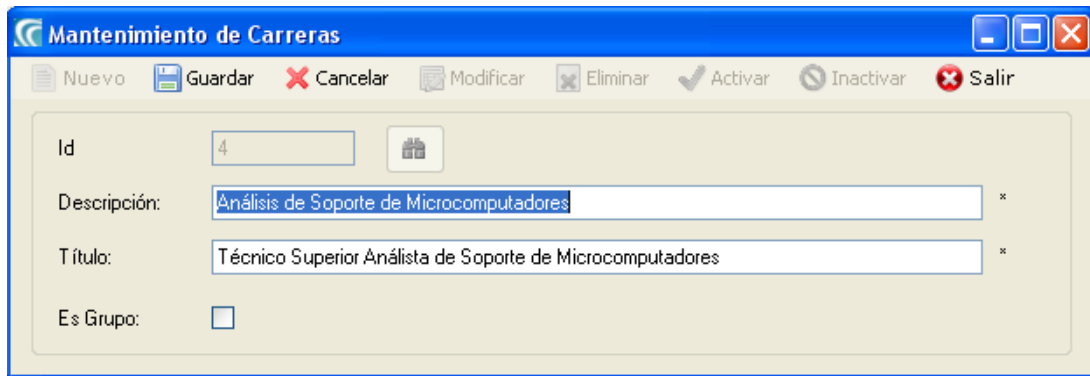 Mantenimiento de Carreras
Nuevo Guardar Cancelar Modificar Eliminar Activar Inactivar Salir
Id 4
Descripción: Análisis de Soporte de Microcomputadores *
Título: Técnico Superior Análista de Soporte de Microcomputadores *
Es Grupo: